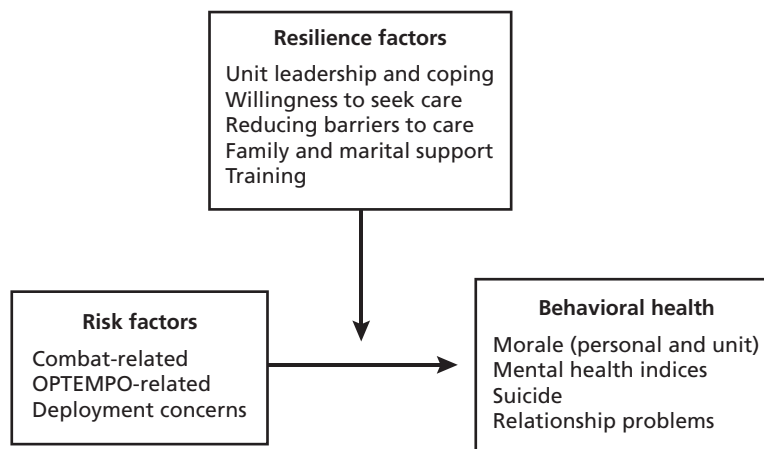 Resilience factors
Unit leadership and coping
Willingness to seek care
Reducing barriers to care
Family and marital support
Training
Risk factors
Combat-related
OPTEMPO-related
Deployment concerns
Behavioral health
Morale (personal and unit)
Mental health indices
Suicide
Relationship problems